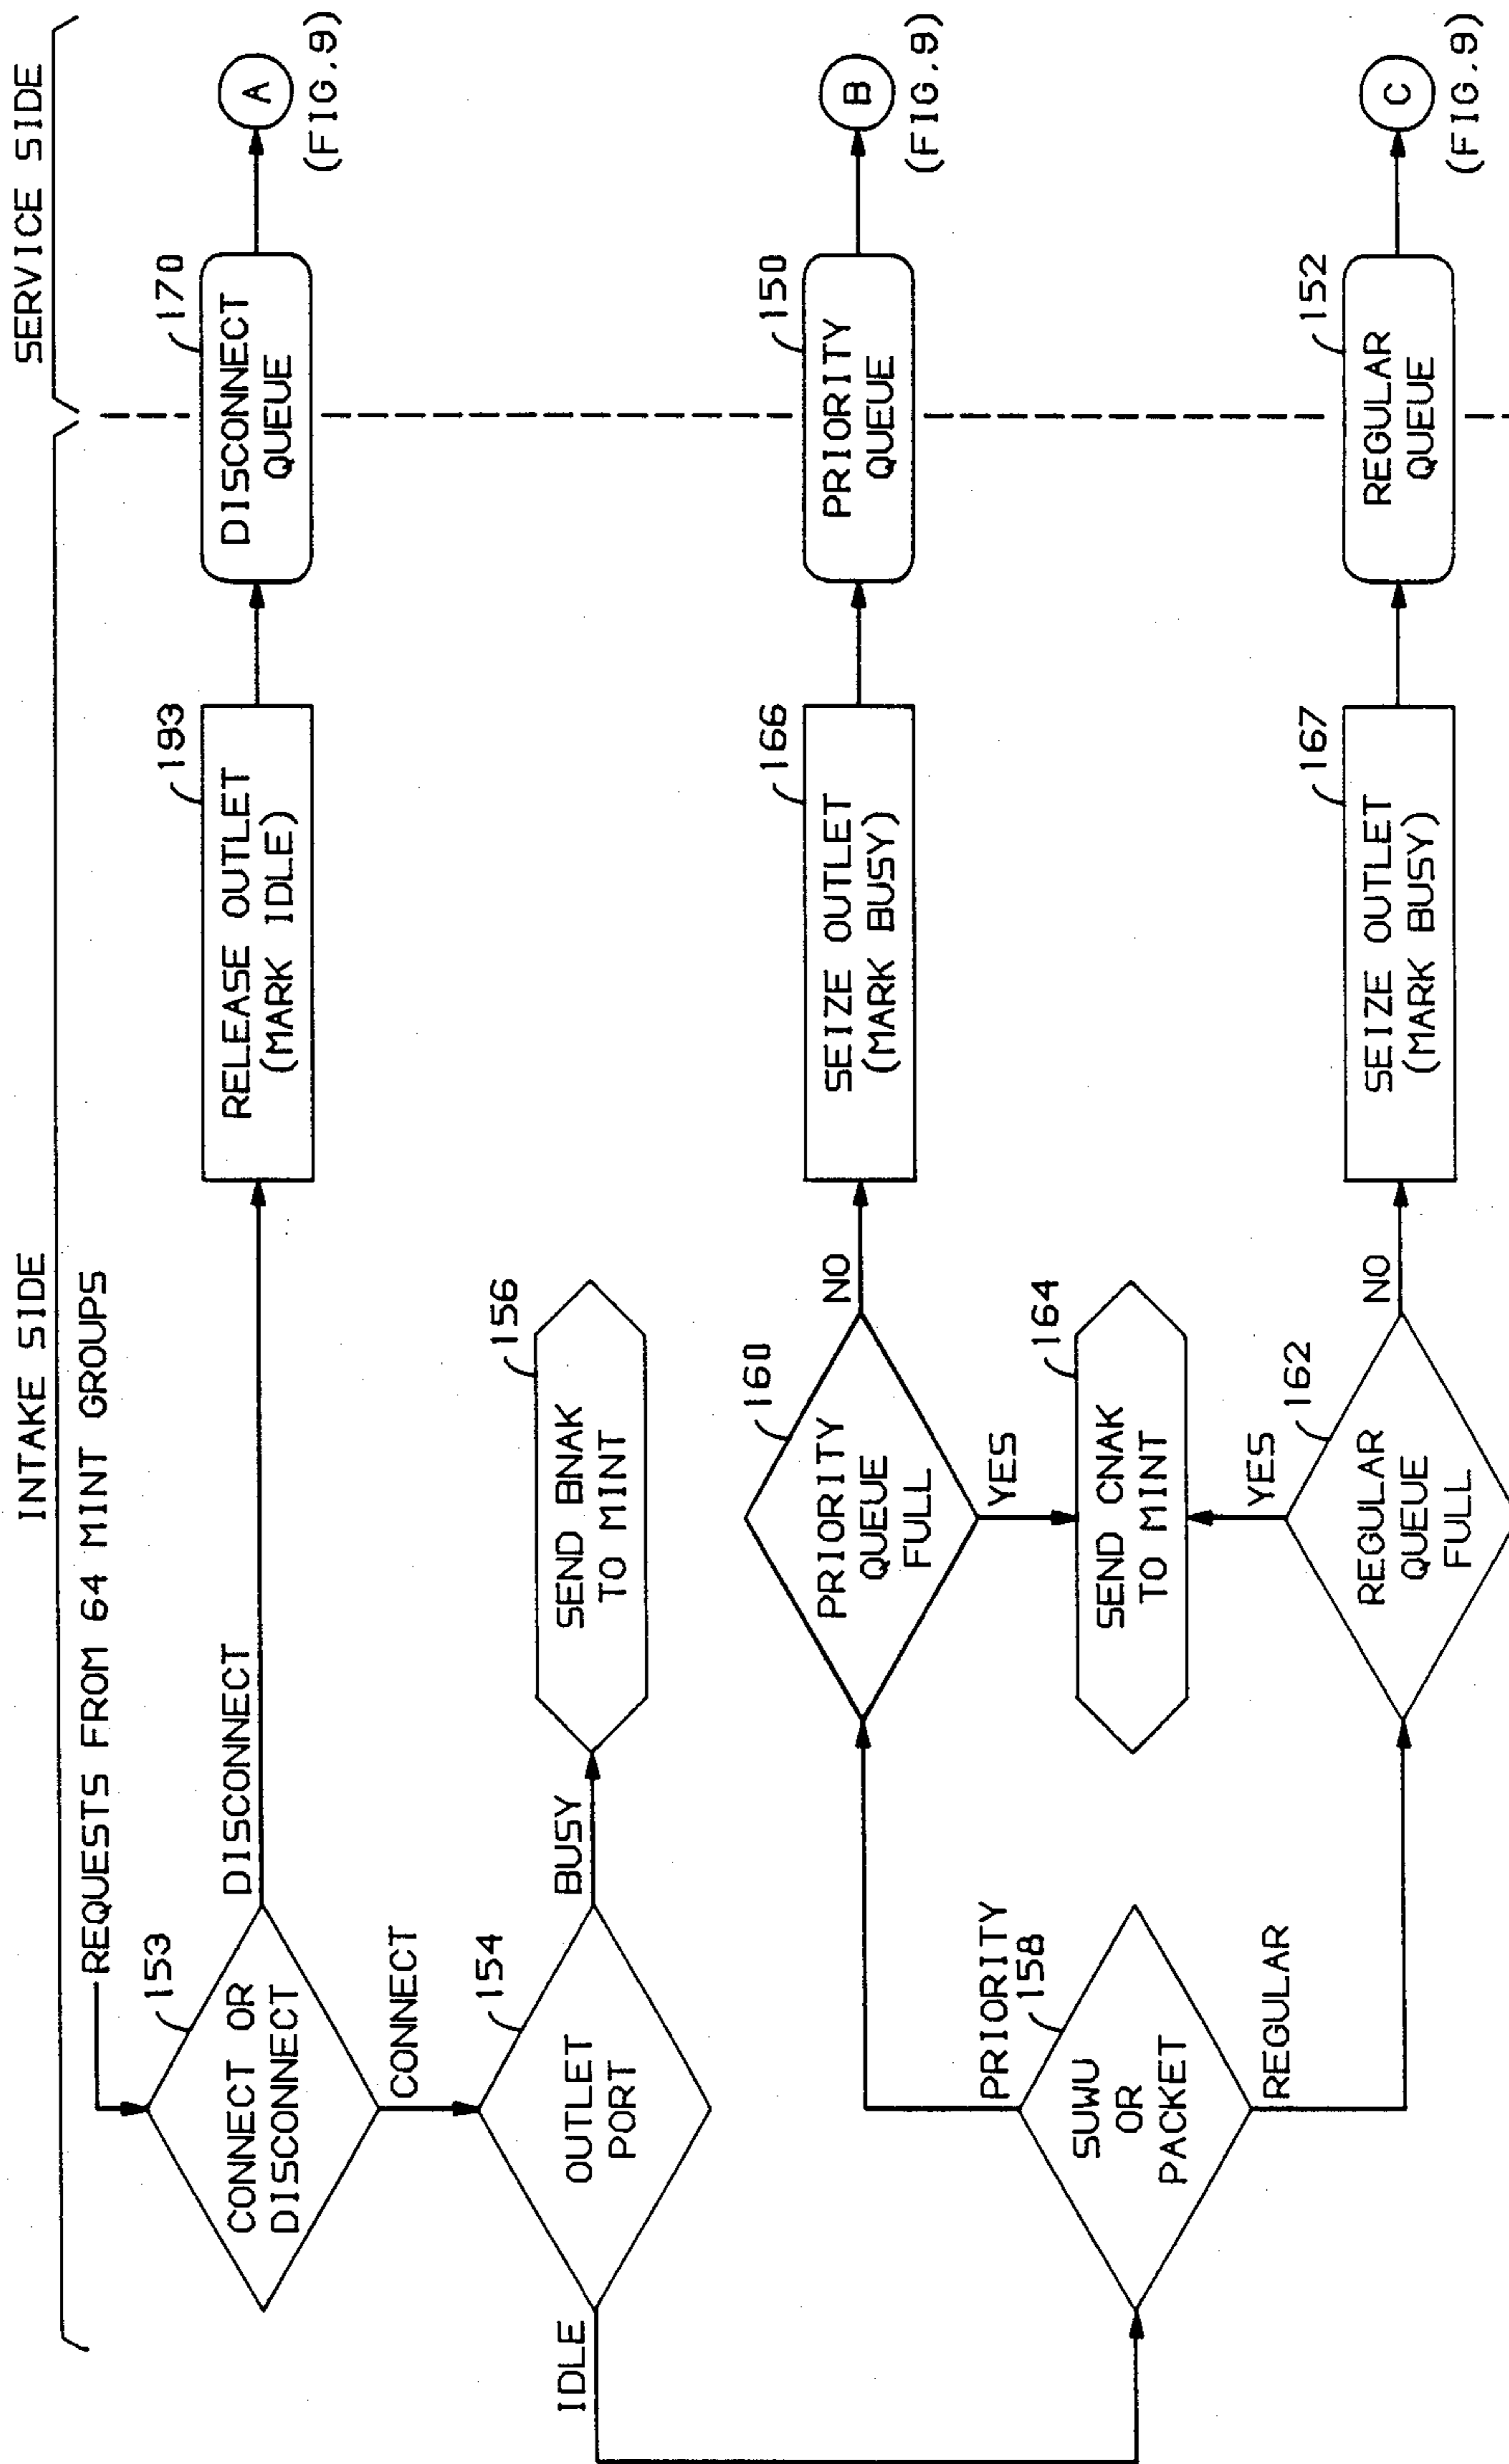 INTAKE SIDE
SERVICE SIDE
REQUESTS FROM 64 MINT GROUPS
153
CONNECT OR
DISCONNECT
DISCONNECT
193
RELEASE OUTLET
(MARK IDLE)
170
DISCONNECT
QUEUE
A
(FIG.9)
CONNECT
154
OUTLET
PORT
BUSY
156
SEND BNAK
TO MINT
IDLE
PRIORITY
158
SUWU
OR
PACKET
REGULAR
160
PRIORITY
QUEUE
FULL
NO
166
SEIZE OUTLET
(MARK BUSY)
150
PRIORITY
QUEUE
B
(FIG.9)
YES
164
SEND CNAK
TO MINT
YES
162
REGULAR
QUEUE
FULL
NO
167
SEIZE OUTLET
(MARK BUSY)
152
REGULAR
QUEUE
C
(FIG.9)